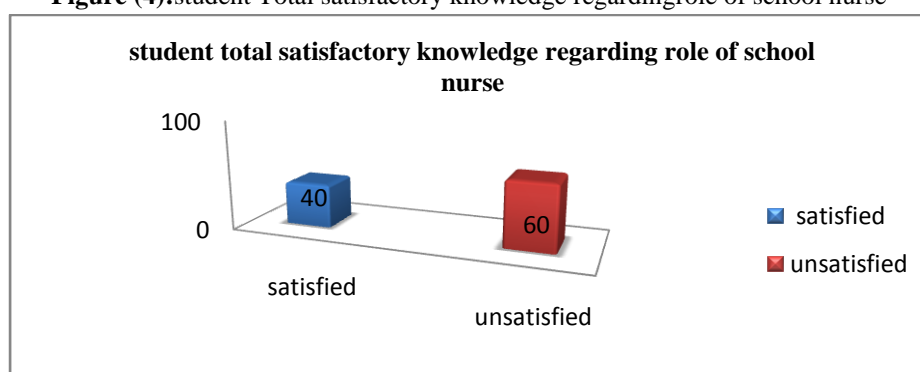 Figure (4):student Total satisfactory knowledge regardingrole of school nurse
student total satisfactory knowledge regarding role of school
nurse
100
0
40
60
satisfied
unsatisfied
satisfied
unsatisfied